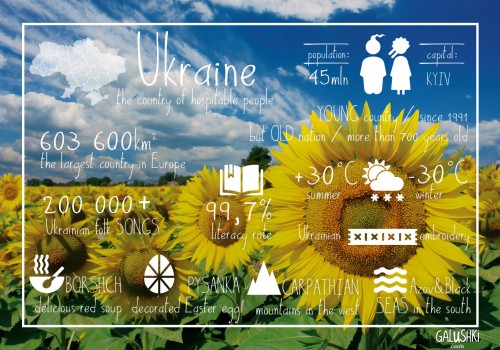 Ukraine
the country of hospitable people
population:
45mln
capital:
KYIV
YOUNG country / since 1991
but OLD nation / more than 700 years old
603 600km²
the largest country in Europe
200 000+
Ukrainian folk SONGS
99,7%
literacy rate
+30°C
summer
-30°C
winter
Ukrainian embroidery
BORSHCH
delicious red soup
PYSANKA
decorated Easter egg
CARPATHIAN
mountains in the west
Azov & Black
SEAS in the south
GALUSHKI